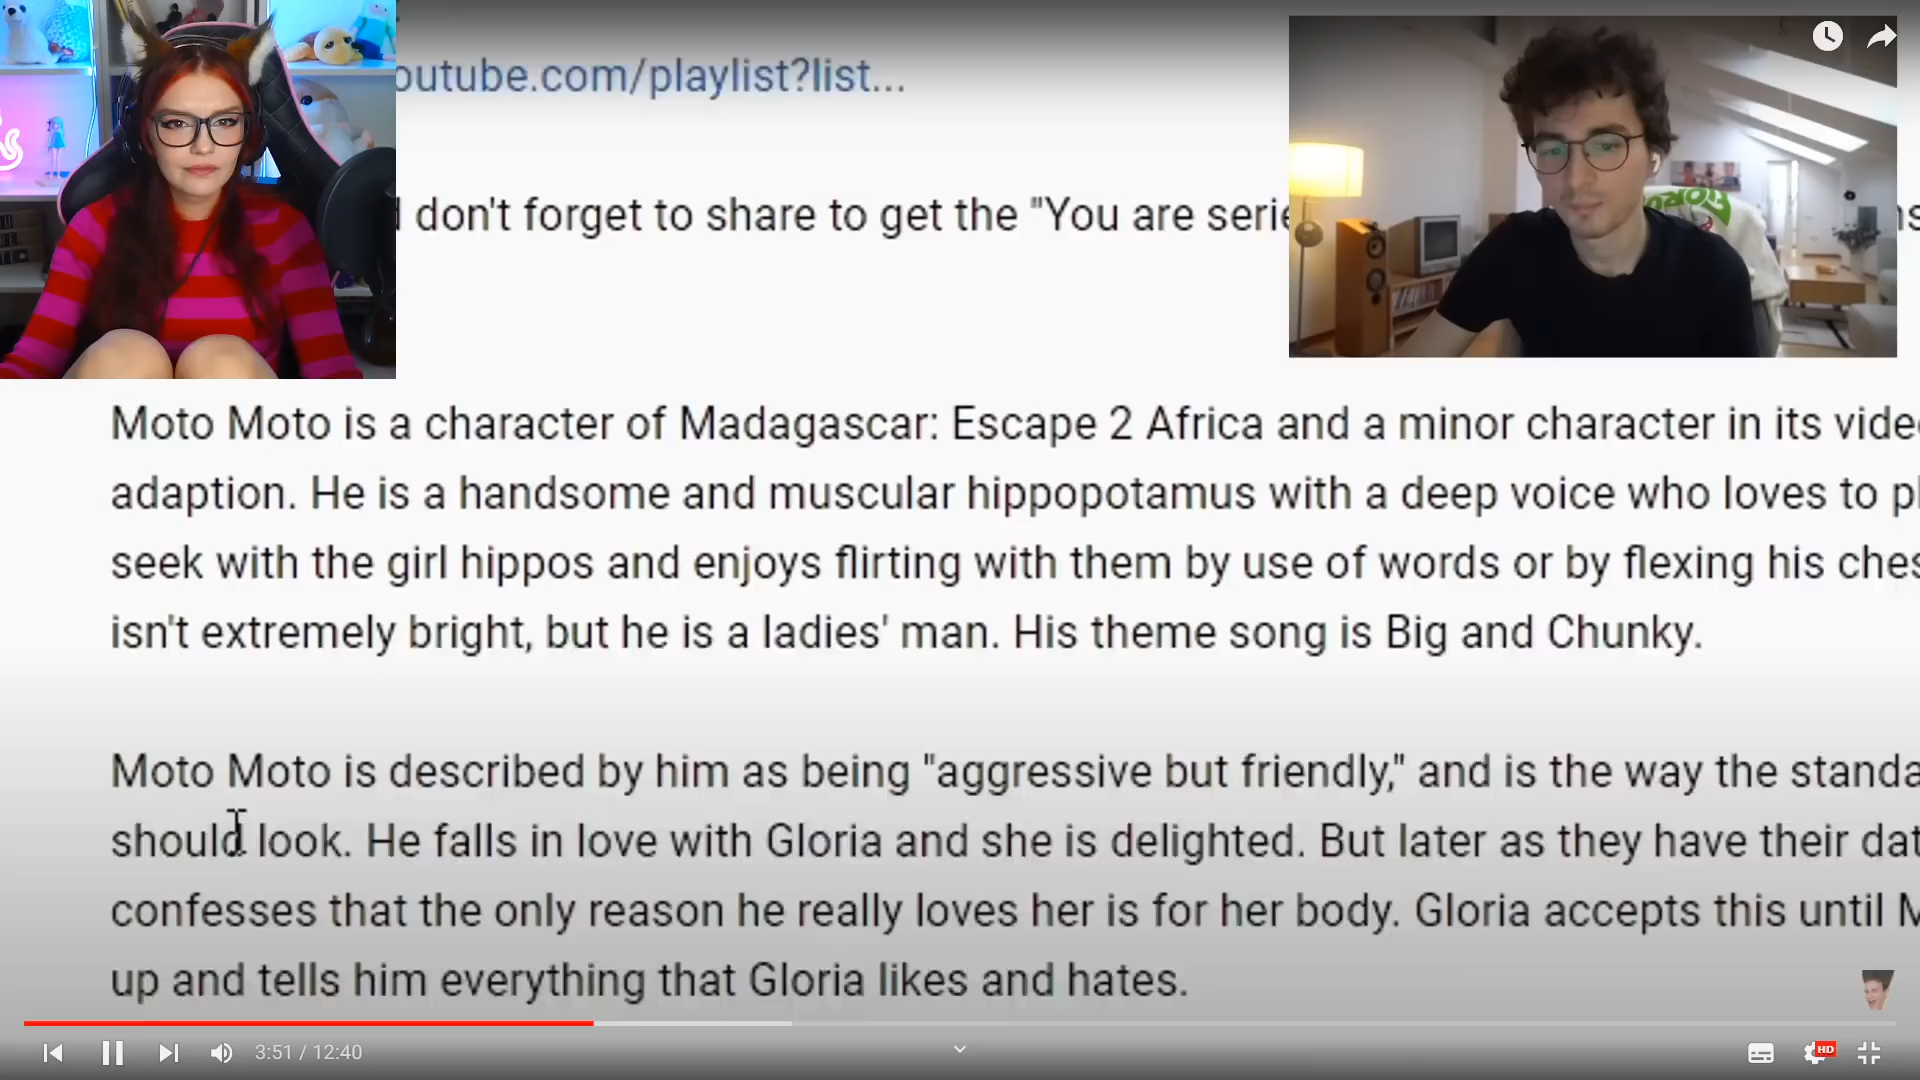 outube.com/playlist?list...
don't forget to share to get the "You are serie
Moto Moto is a character of Madagascar: Escape 2 Africa and a minor character in its vide
adaption. He is a handsome and muscular hippopotamus with a deep voice who loves to pl
seek with the girl hippos and enjoys flirting with them by use of words or by flexing his ches
isn't extremely bright, but he is a ladies' man. His theme song is Big and Chunky.
Moto Moto is described by him as being "aggressive but friendly," and is the way the standa
should look. He falls in love with Gloria and she is delighted. But later as they have their dat
confesses that the only reason he really loves her is for her body. Gloria accepts this until M
up and tells him everything that Gloria likes and hates.
3:51 / 12:40
HD